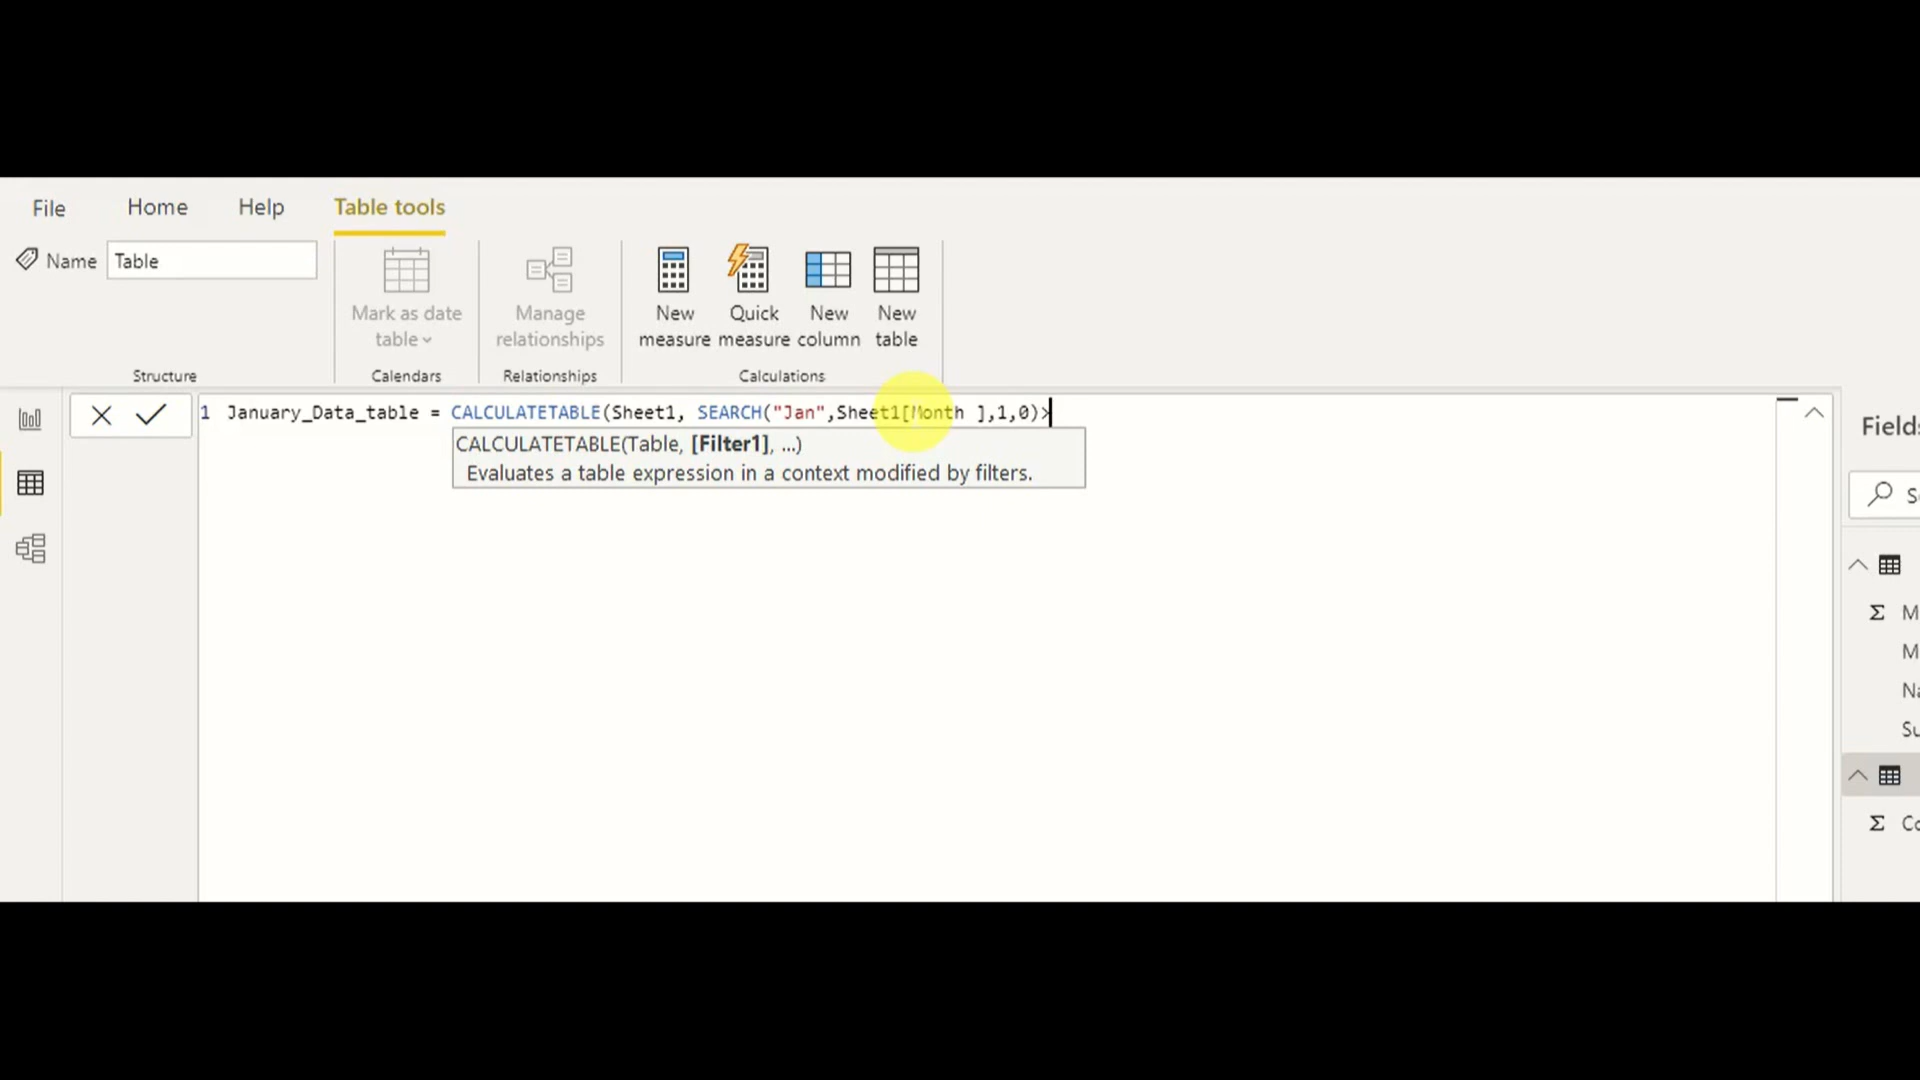 File Home Help Table tools
Name Table
Mark as date table
Manage relationships
New measure
Quick measure
New column
New table
Structure Calendars Relationships Calculations
1 January_Data_table = CALCULATETABLE(Sheet1, SEARCH("Jan",Sheet1[Month ],1,0)>
CALCULATETABLE(Table, [Filter1], ...)
Evaluates a table expression in a context modified by filters.
Fields